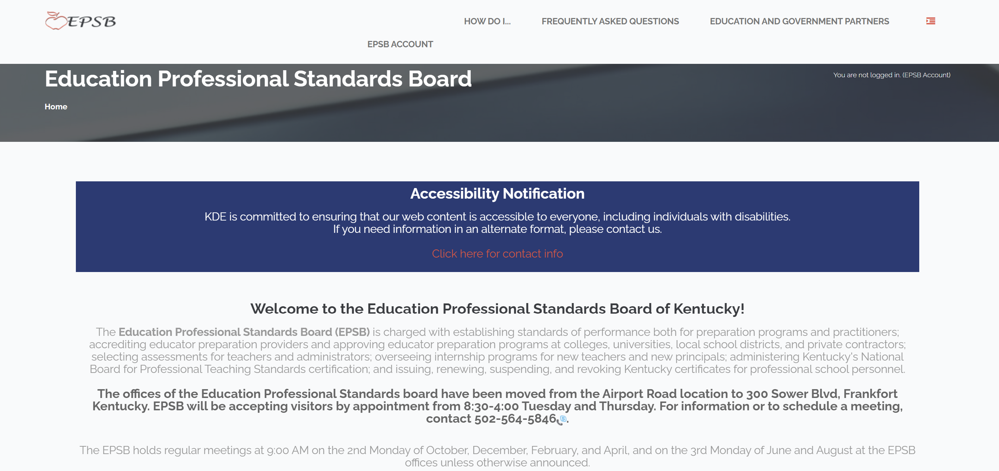 EPSB
HOW DO I...
FREQUENTLY ASKED QUESTIONS
EDUCATION AND GOVERNMENT PARTNERS
EPSB ACCOUNT
Education Professional Standards Board
You are not logged in. (EPSB Account)
Home
Accessibility Notification
KDE is committed to ensuring that our web content is accessible to everyone, including individuals with disabilities.
If you need information in an alternate format, please contact us.
Click here for contact info
Welcome to the Education Professional Standards Board of Kentucky!
The Education Professional Standards Board (EPSB) is charged with establishing standards of performance both for preparation programs and practitioners;
accrediting educator preparation providers and approving educator preparation programs at colleges, universities, local school districts, and private contractors;
selecting assessments for teachers and administrators; overseeing internship programs for new teachers and new principals; administering Kentucky's National
Board for Professional Teaching Standards certification; and issuing, renewing, suspending, and revoking Kentucky certificates for professional school personnel.
The offices of the Education Professional Standards board have been moved from the Airport Road location to 300 Sower Blvd, Frankfort
Kentucky. EPSB will be accepting visitors by appointment from 8:30-4:00 Tuesday and Thursday. For information or to schedule a meeting,
contact 502-564-5846.
The EPSB holds regular meetings at 9:00 AM on the 2nd Monday of October, December, February, and April, and on the 3rd Monday of June and August at the EPSB
offices unless otherwise announced.